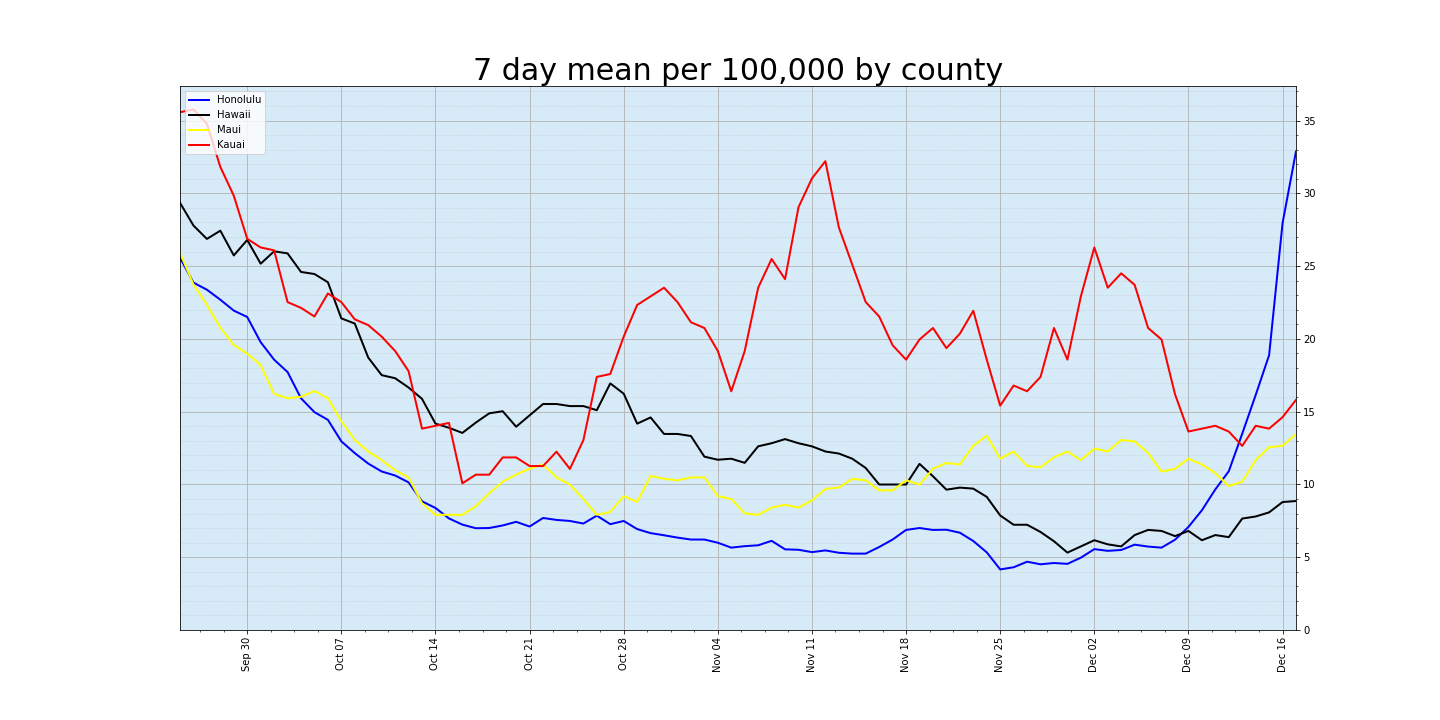 7 day mean per 100,000 by county
Honolulu
Hawaii
Maui
Kauai
35
30
25
20
15
10
5
0
Sep 30
Oct 07
Oct 14
Oct 21
Oct 28
Nov 04
Nov 11
Nov 18
Nov 25
Dec 02
Dec 09
Dec 16